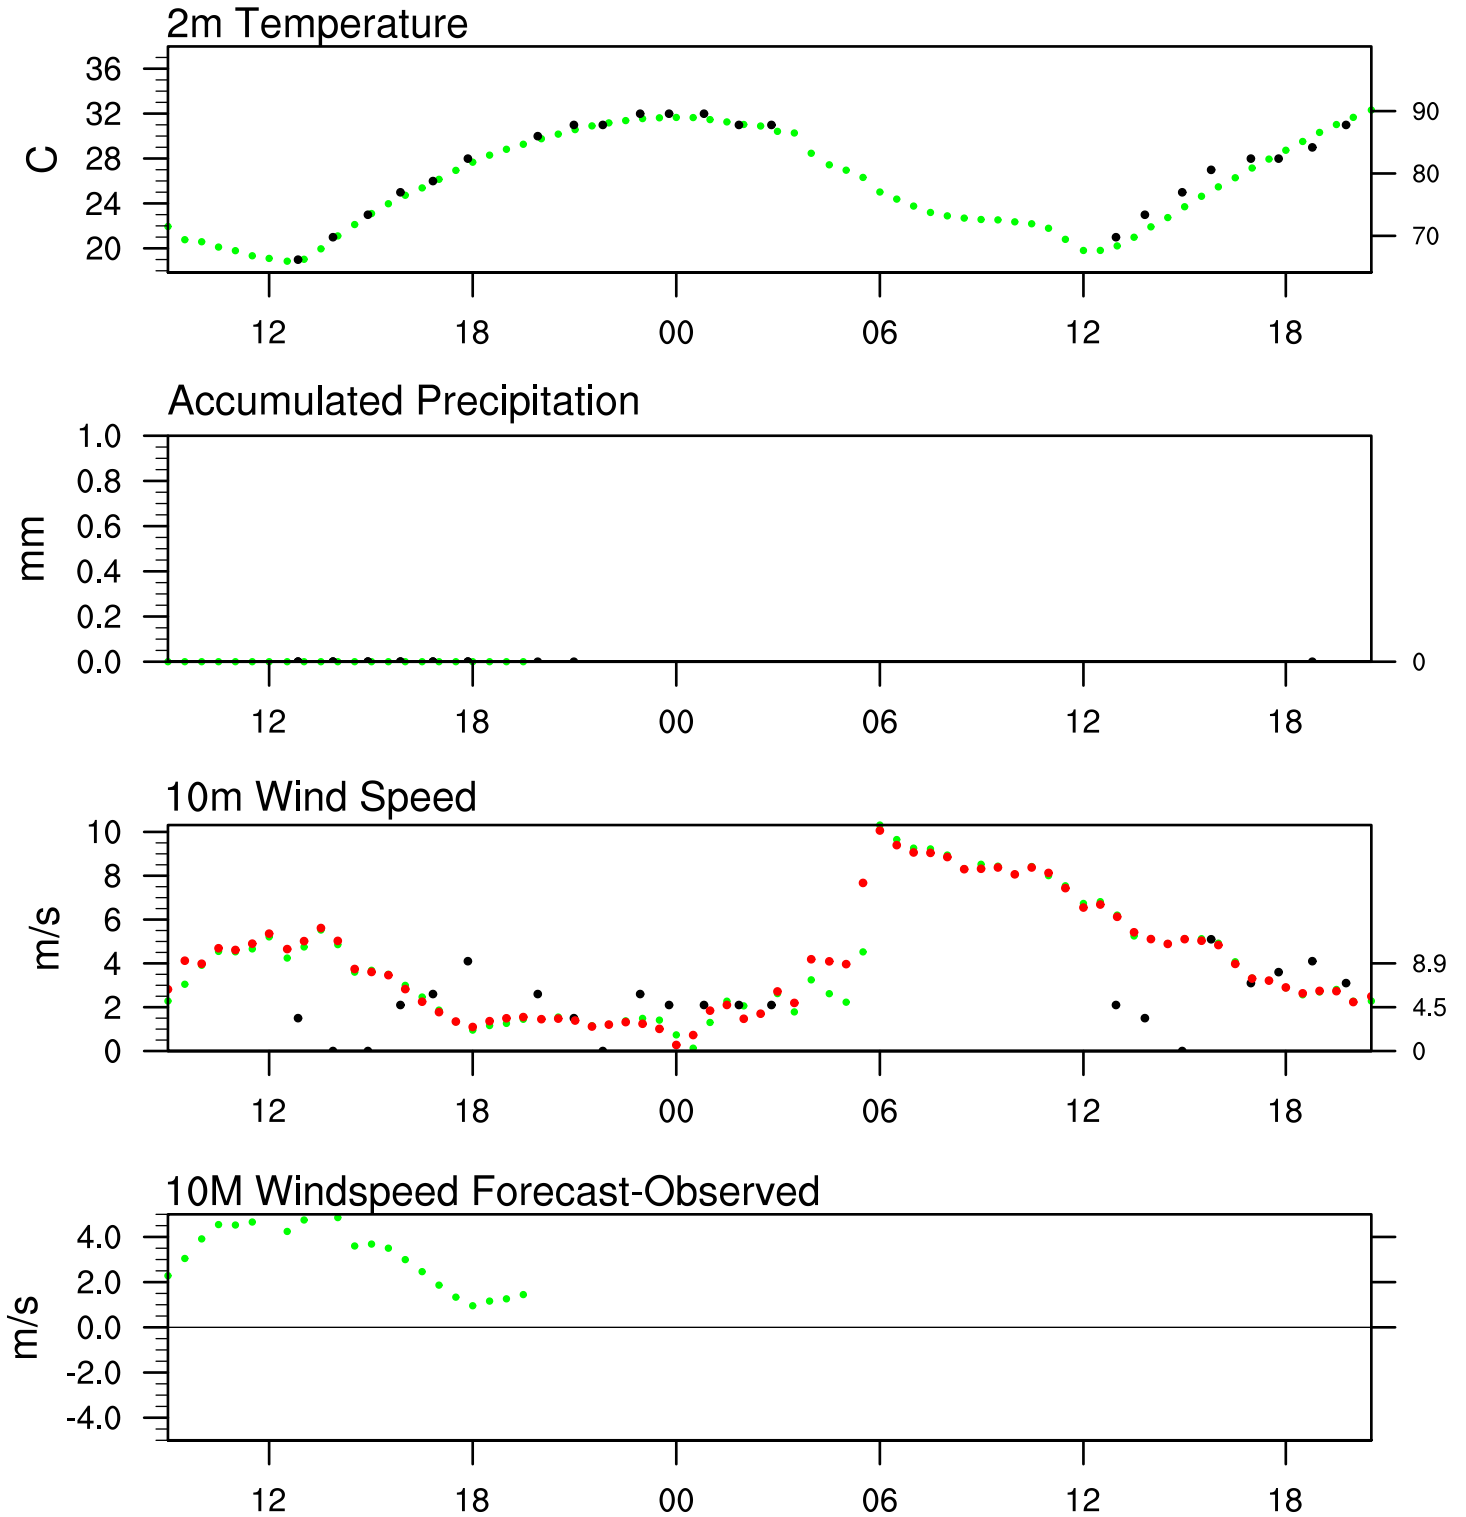 2m Temperature
36
32
28
24
20
C
90
80
70
12 18 00 06 12 18
Accumulated Precipitation
1.0
0.8
0.6
0.4
0.2
0.0
mm
0
12 18 00 06 12 18
10m Wind Speed
10
8
6
4
2
0
m/s
8.9
4.5
0
12 18 00 06 12 18
10M Windspeed Forecast-Observed
4.0
2.0
0.0
-2.0
-4.0
m/s
12 18 00 06 12 18